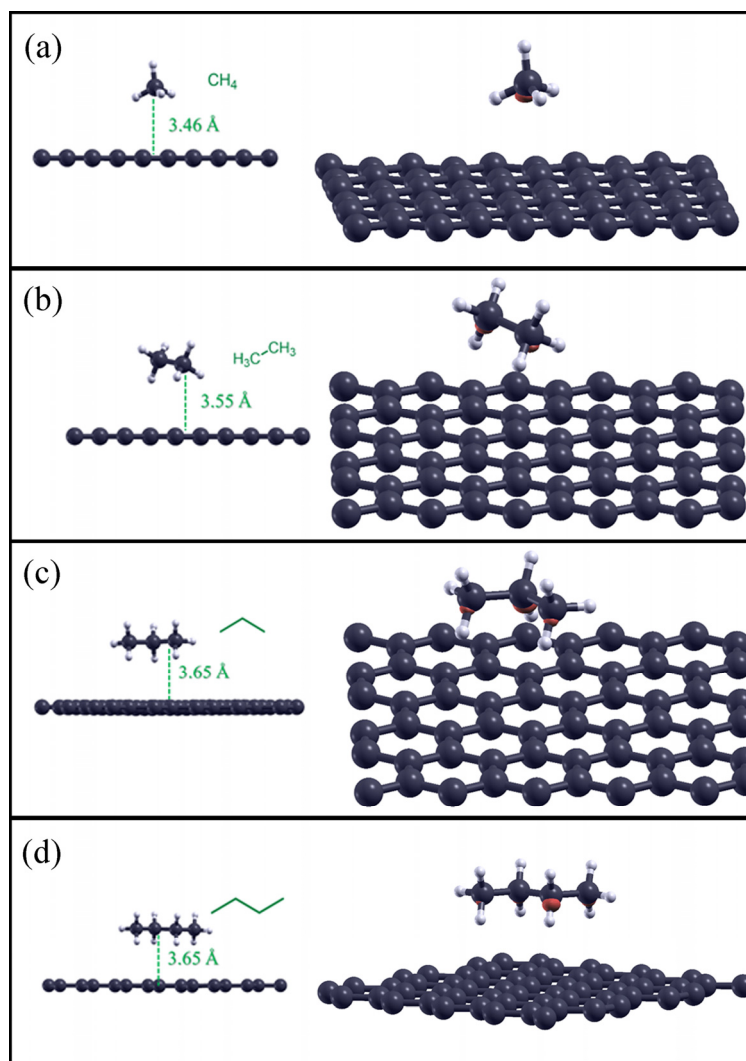 (a)
CH₄
3.46 Å
(b)
H₃C CH₃
3.55 Å
(c)
3.65 Å
(d)
3.65 Å